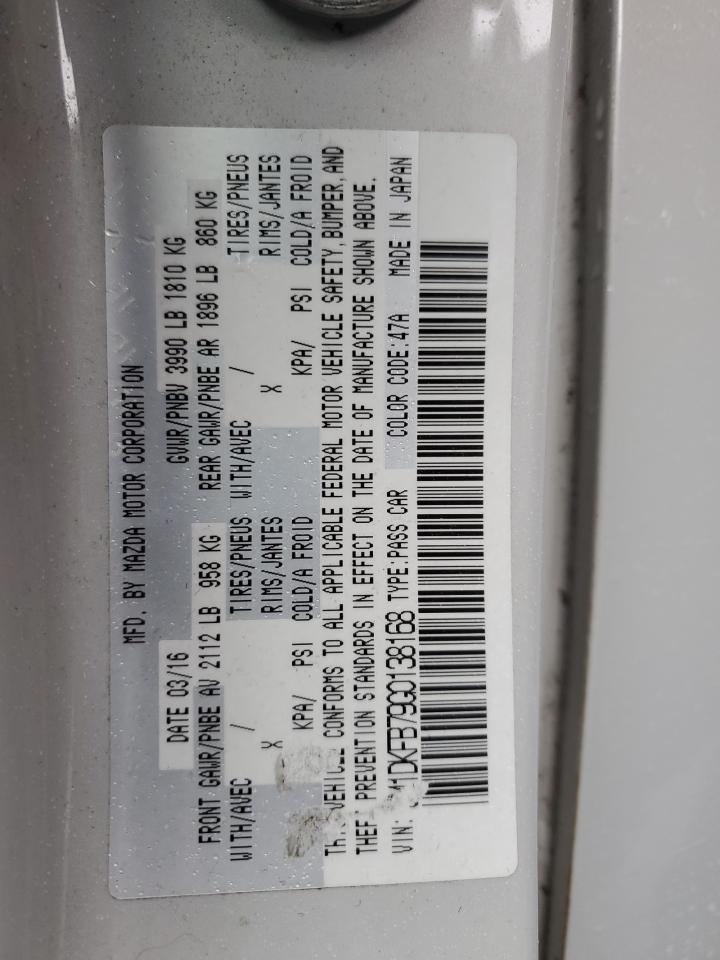 MFD. BY MAZDA MOTOR CORPORATION
DATE 03/16 GVWR/PNBV 3990 LB 1810 KG
FRONT GAWR/PNBE AV 2112 LB 958 KG REAR GAWR/PNBE AR 1896 LB 860 KG
WITH/AVEC / TIRES/PNEUS WITH/AVEC / TIRES/PNEUS
X RIMS/JANTES X RIMS/JANTES
KPA/ PSI COLD/A FROID KPA/ PSI COLD/A FROID
VEHICLE CONFORMS TO ALL APPLICABLE FEDERAL MOTOR VEHICLE SAFETY, BUMPER, AND
PREVENTION STANDARDS IN EFFECT ON THE DATE OF MANUFACTURE SHOWN ABOVE.
VIN: TYPE:PASS CAR COLOR CODE:47A MADE IN JAPAN